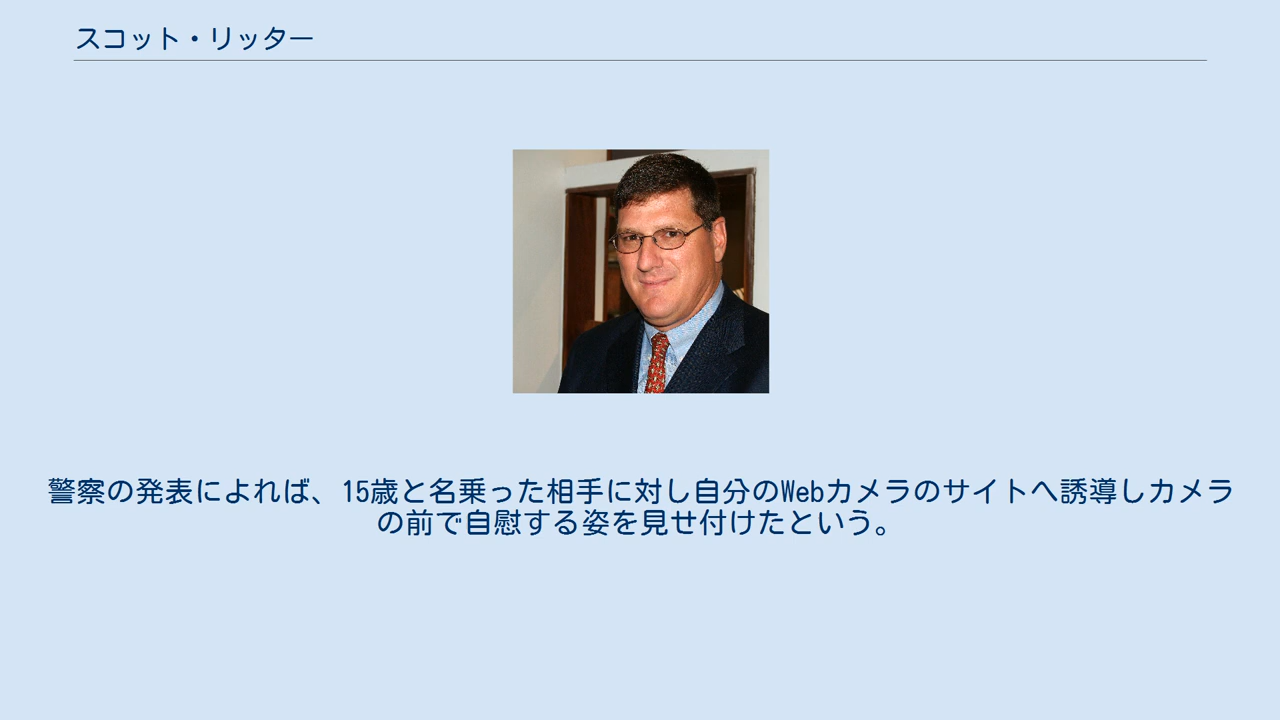 スコット・リッター
警察の発表によれば、15歳と名乗った相手に対し自分のWebカメラのサイトへ誘導しカメラ
の前で自慰する姿を見せ付けたという。